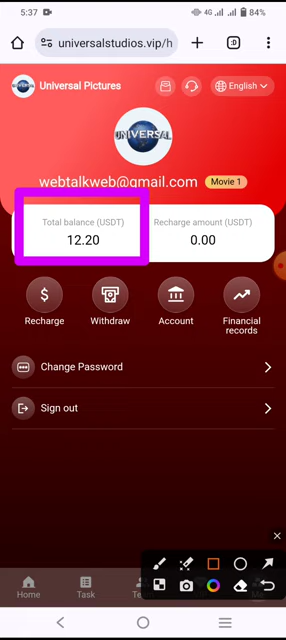 5:37 4G 84%
universalstudios.vip/h
:D
Universal Pictures English
UNIVERSAL
webtalkweb@gmail.com Movie 1
Total balance (USDT) Recharge amount (USDT)
12.20 0.00
Recharge Withdraw Account Financial
records
Change Password
Sign out
Home Task